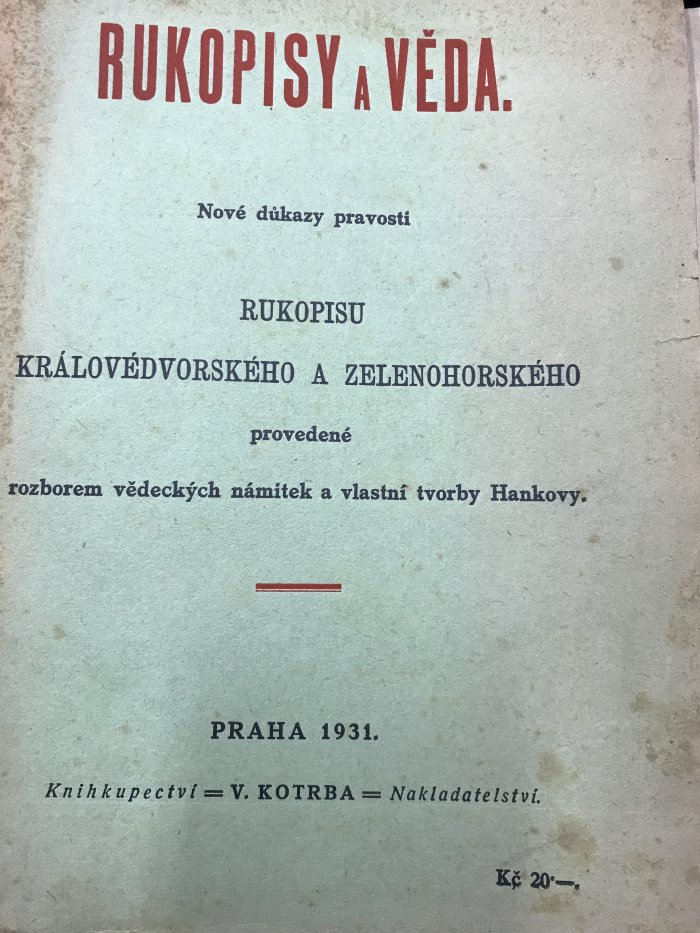 RUKOPISY A VĚDA.
Nové důkazy pravosti
RUKOPISU
KRÁLOVÉDVORSKÉHO A ZELENOHORSKÉHO
provedené
rozborem vědeckých námitek a vlastní tvorby Hankovy.
PRAHA 1931.
Knihkupectví = V. KOTRBA = Nakladatelství.
Kč 20·—.